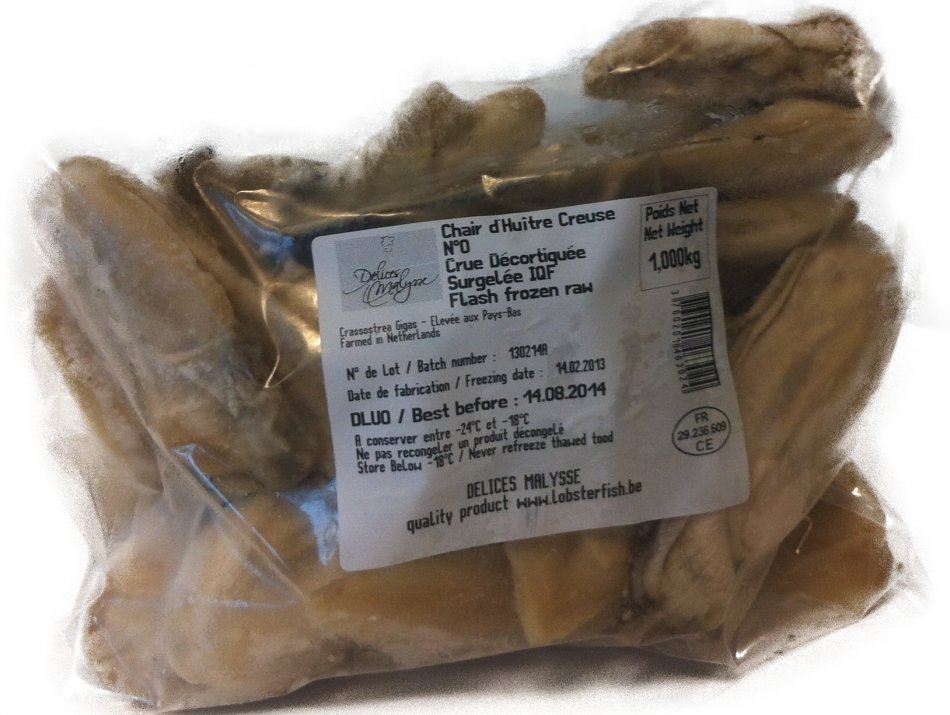 Delices
Malysse
Chair d'Huître Creuse
N°0
Crue Décortiquée
Surgelée IQF
Flash frozen raw
Poids Net
Net Weight
1,000kg
Crassostrea Gigas - Elevée aux Pays-Bas
Farmed in Netherlands
N° de Lot / Batch number : 130214A
Date de fabrication / Freezing date : 14.02.2013
DLUO / Best before : 14.08.2014
A conserver entre -24°C et -18°C
Ne pas recongeler un produit décongelé
Store Below -18°C / Never refreeze thawed food
DELICES MALYSSE
quality product www.lobsterfish.be
FR
29.236.609
CE